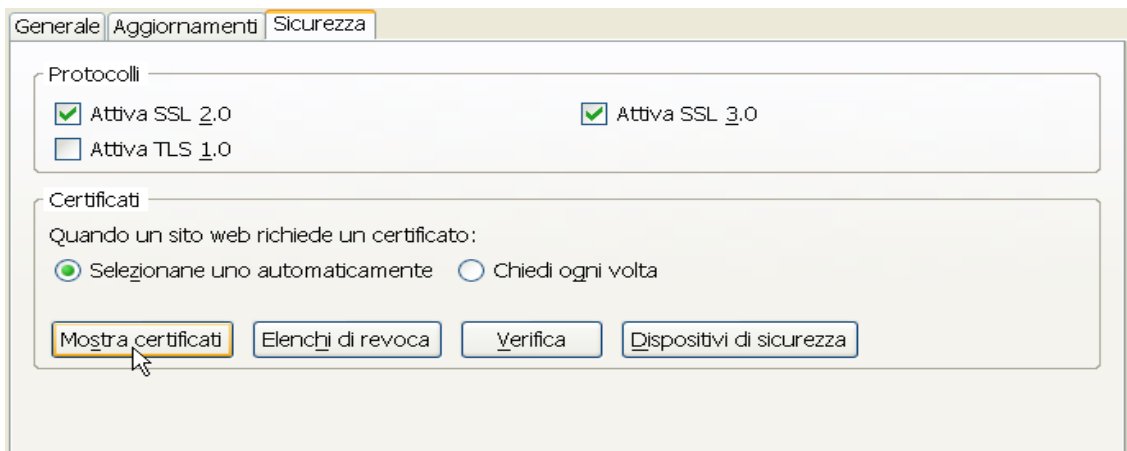 Generale Aggiornamenti Sicurezza
Protocolli
Attiva SSL 2.0 Attiva SSL 3.0
Attiva TLS 1.0
Certificati
Quando un sito web richiede un certificato:
Selezionane uno automaticamente Chiedi ogni volta
Mostra certificati Elenchi di revoca Verifica Dispositivi di sicurezza